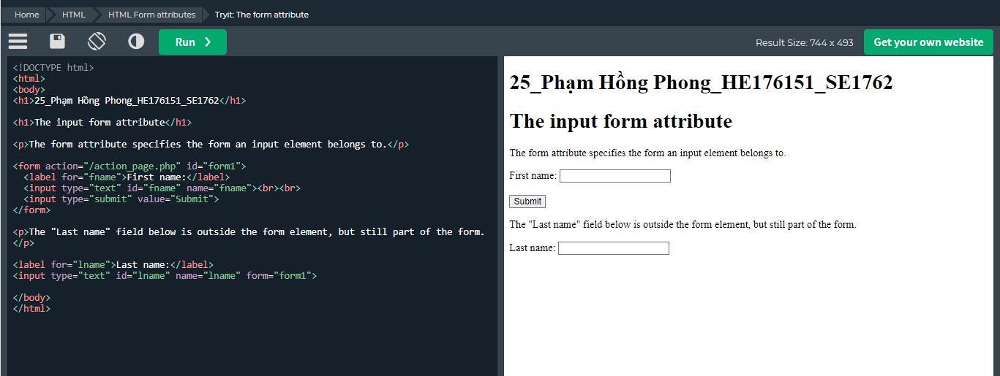 Home HTML HTML Form attributes Tryit: The form attribute
Run ❯ Result Size: 744 x 493 Get your own website
<!DOCTYPE html>
<html>
<body>
<h1>25_Phạm Hồng Phong_HE176151_SE1762</h1>
<h1>The input form attribute</h1>
<p>The form attribute specifies the form an input element belongs to.</p>
<form action="/action_page.php" id="form1">
  <label for="fname">First name:</label>
  <input type="text" id="fname" name="fname"><br><br>
  <input type="submit" value="Submit">
</form>
<p>The "Last name" field below is outside the form element, but still part of the form.
</p>
<label for="lname">Last name:</label>
<input type="text" id="lname" name="lname" form="form1">
</body>
</html>
25_Phạm Hồng Phong_HE176151_SE1762
The input form attribute
The form attribute specifies the form an input element belongs to.
First name:
Submit
The "Last name" field below is outside the form element, but still part of the form.
Last name: